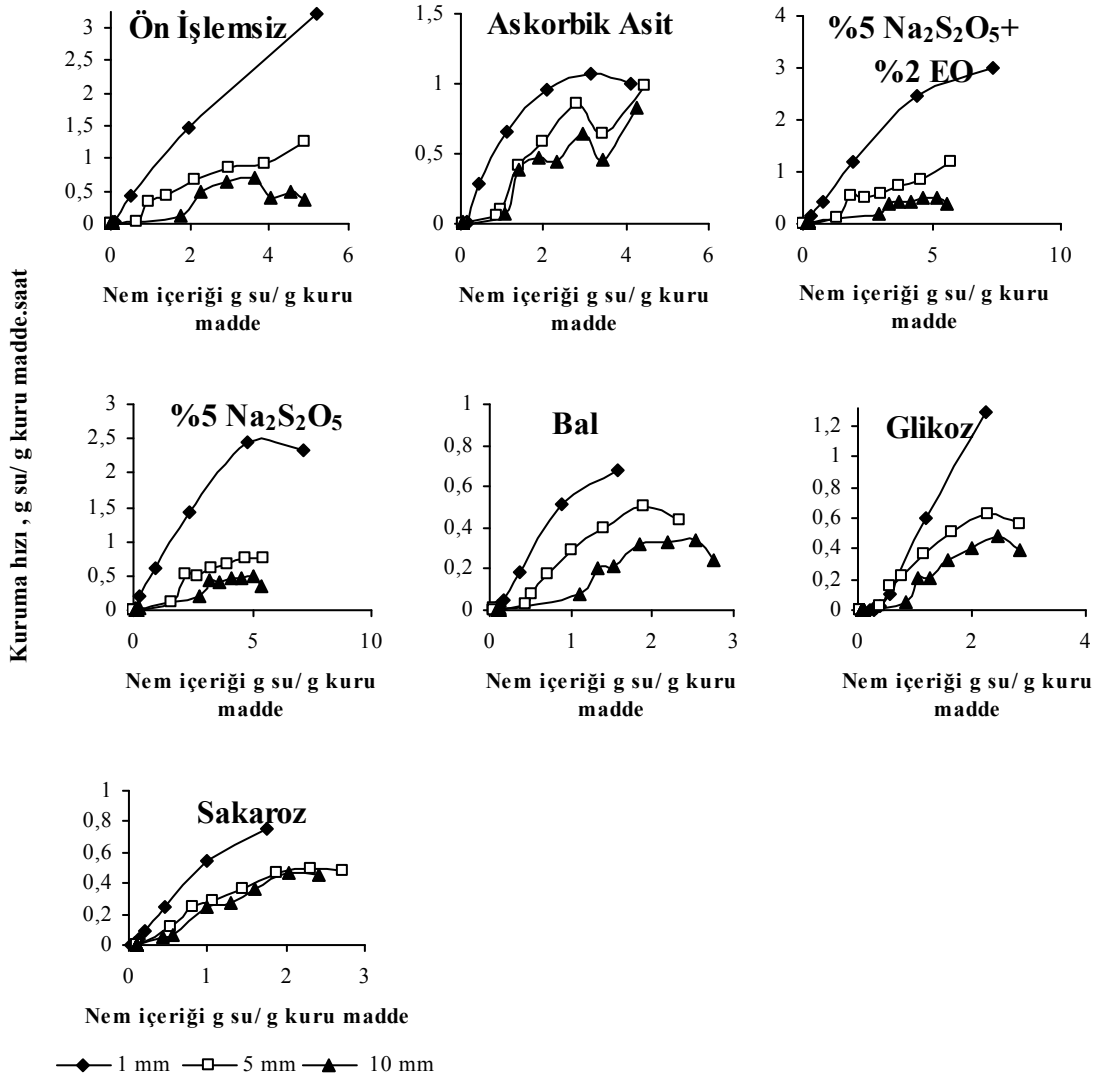 Kuruma hızı , g su/ g kuru madde.saat
Ön İşlemsiz
3,5
3
2,5
2
1,5
1
0,5
0
0 2 4 6
Nem içeriği g su/ g kuru
madde
Askorbik Asit
1,5
1
0,5
0
0 2 4 6 8
Nem içeriği g su/ g kuru
madde
%5 Na₂S₂O₅+
%2 EO
4
3
2
1
0
0 5 10
Nem içeriği g su/ g kuru
madde
%5 Na₂S₂O₅
3
2,5
2
1,5
1
0,5
0
0 5 10
Nem içeriği g su/ g kuru
madde
Bal
1
0,8
0,6
0,4
0,2
0
0 1 2 3
Nem içeriği g su/ g kuru
madde
Glikoz
1,2
1
0,8
0,6
0,4
0,2
0
0 2 4
Nem içeriği g su/ g kuru
madde
Sakaroz
1
0,8
0,6
0,4
0,2
0
0 1 2 3
Nem içeriği g su/ g kuru madde
1 mm 5 mm 10 mm